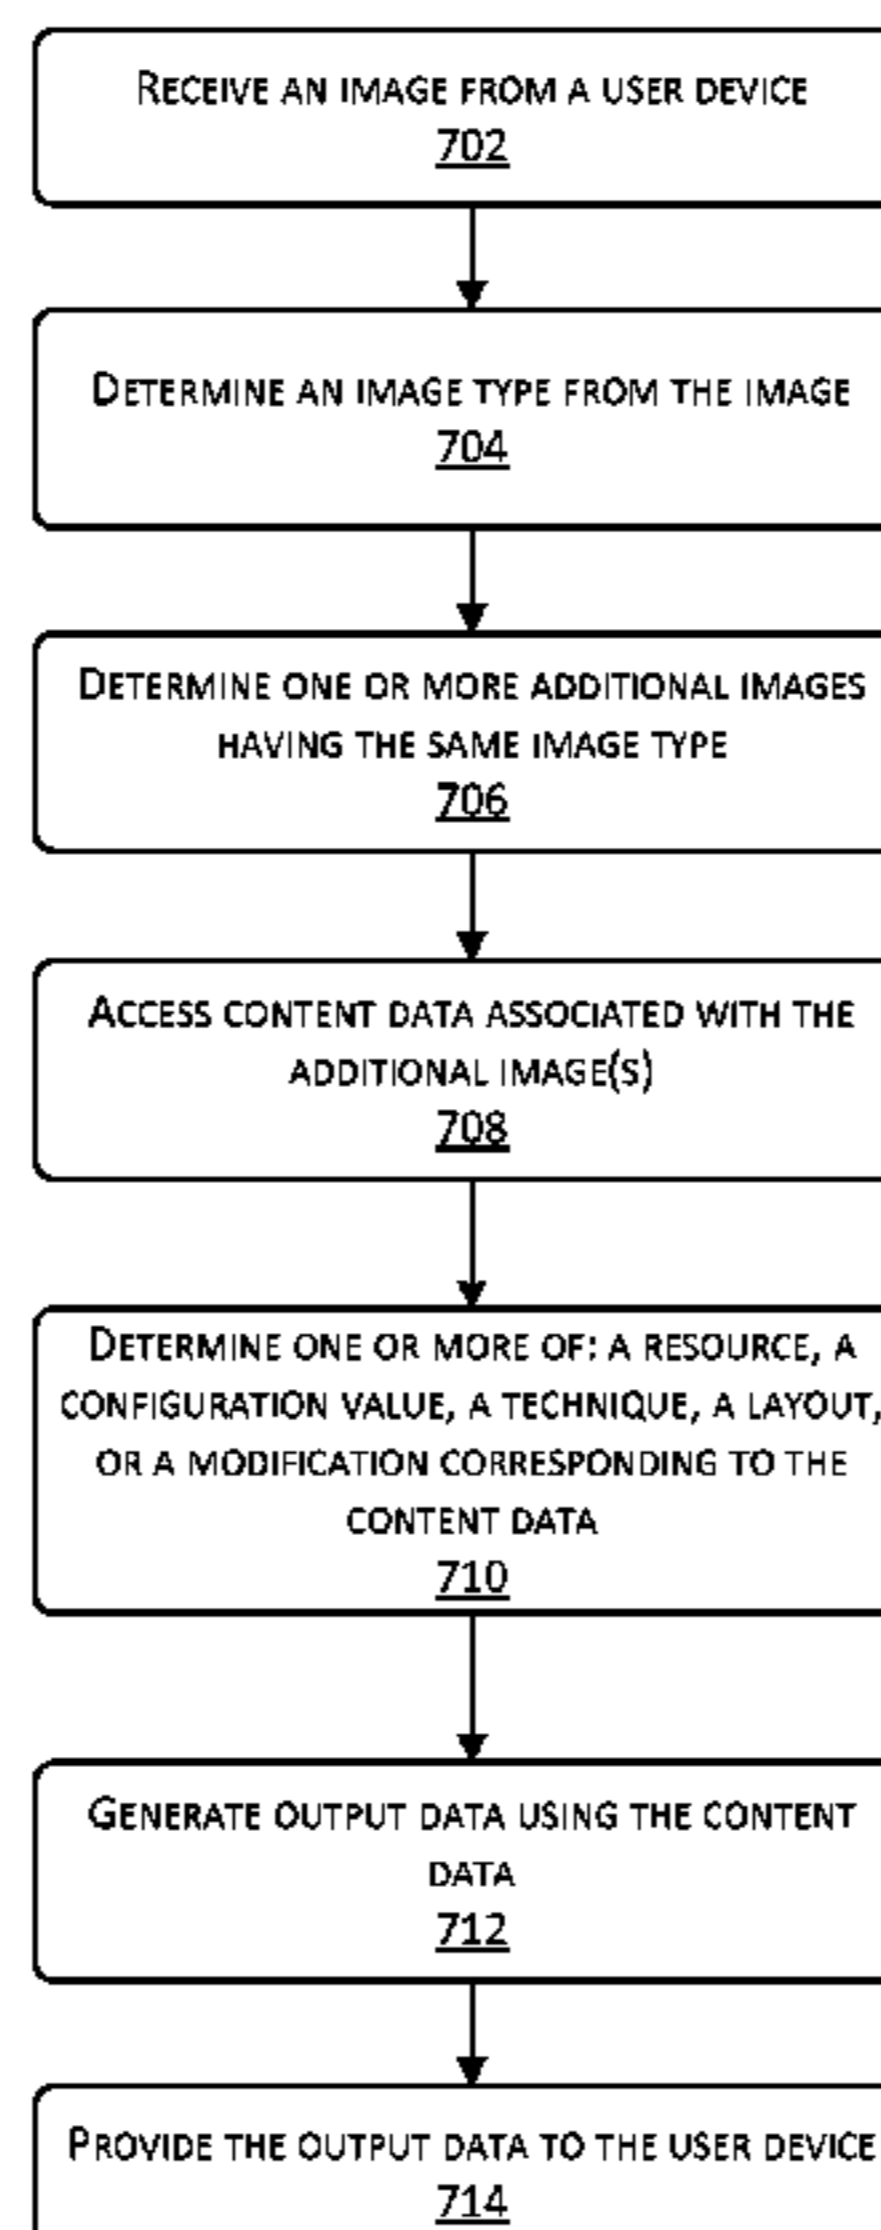 RECEIVE AN IMAGE FROM A USER DEVICE
702
DETERMINE AN IMAGE TYPE FROM THE IMAGE
704
DETERMINE ONE OR MORE ADDITIONAL IMAGES
HAVING THE SAME IMAGE TYPE
706
ACCESS CONTENT DATA ASSOCIATED WITH THE
ADDITIONAL IMAGE(S)
708
DETERMINE ONE OR MORE OF: A RESOURCE, A
CONFIGURATION VALUE, A TECHNIQUE, A LAYOUT,
OR A MODIFICATION CORRESPONDING TO THE
CONTENT DATA
710
GENERATE OUTPUT DATA USING THE CONTENT
DATA
712
PROVIDE THE OUTPUT DATA TO THE USER DEVICE
714